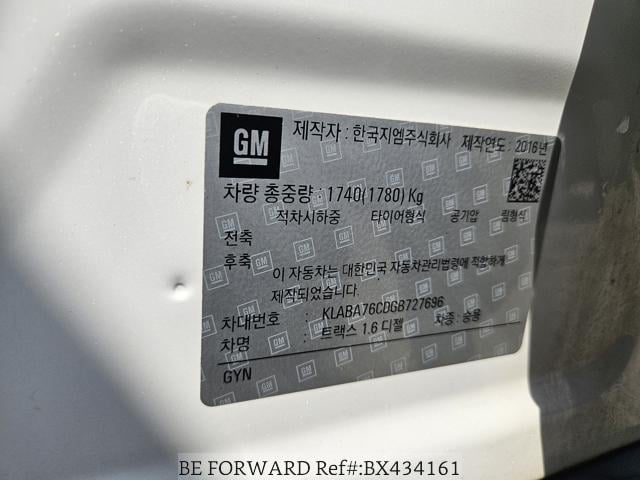 GM 제작자 : 한국지엠주식회사 제작연도: 2016년
차량 총중량 : 1740(1780) Kg
적차시하중 타이어형식 공기압 림형식
전축
후축
이 자동차는 대한민국 자동차관리법령에 적합하게
제작되었습니다.
차대번호 : KLABA76CDGB727696
차명 : 트랙스 1.6 디젤 차종: 승용
GYN
BE FORWARD Ref#:BX434161